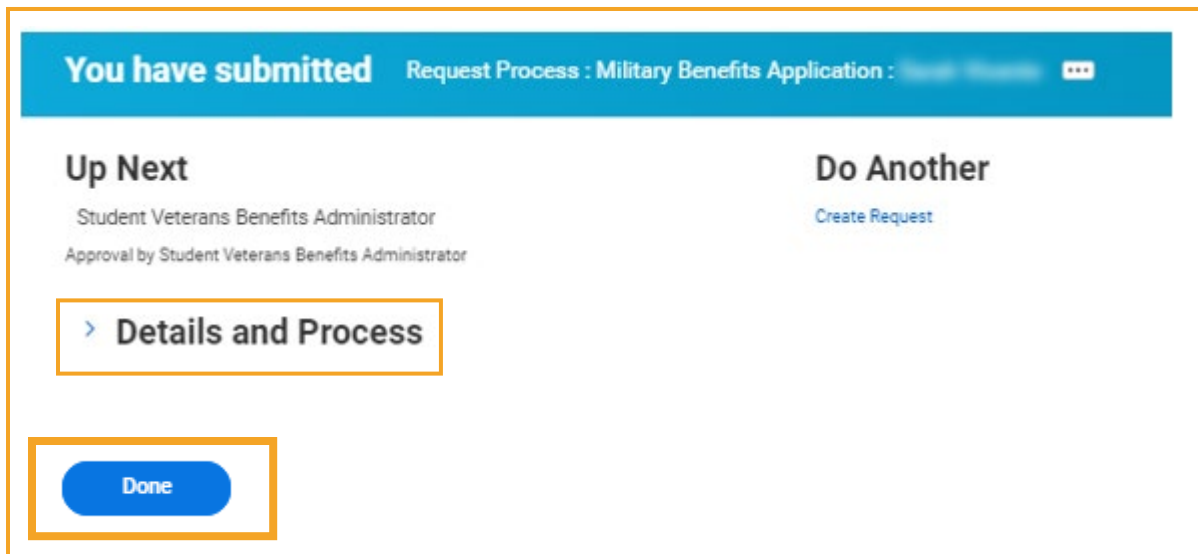 You have submitted Request Process : Military Benefits Application :
Up Next
Student Veterans Benefits Administrator
Approval by Student Veterans Benefits Administrator
Do Another
Create Request
Details and Process
Done